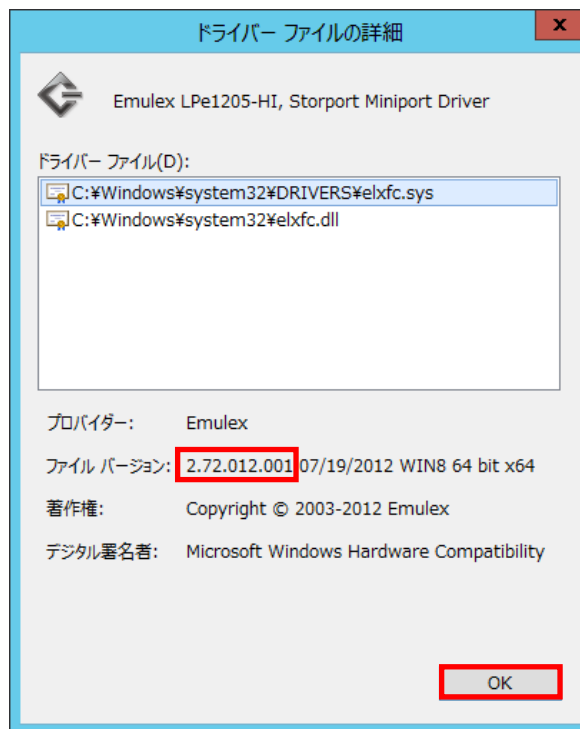 ドライバー ファイルの詳細
x
Emulex LPe1205-HI, Storport Miniport Driver
ドライバー ファイル(D):
C:¥Windows¥system32¥DRIVERS¥elxfc.sys
C:¥Windows¥system32¥elxfc.dll
プロバイダー: Emulex
ファイル バージョン: 2.72.012.001 07/19/2012 WIN8 64 bit x64
著作権: Copyright © 2003-2012 Emulex
デジタル署名者: Microsoft Windows Hardware Compatibility
OK